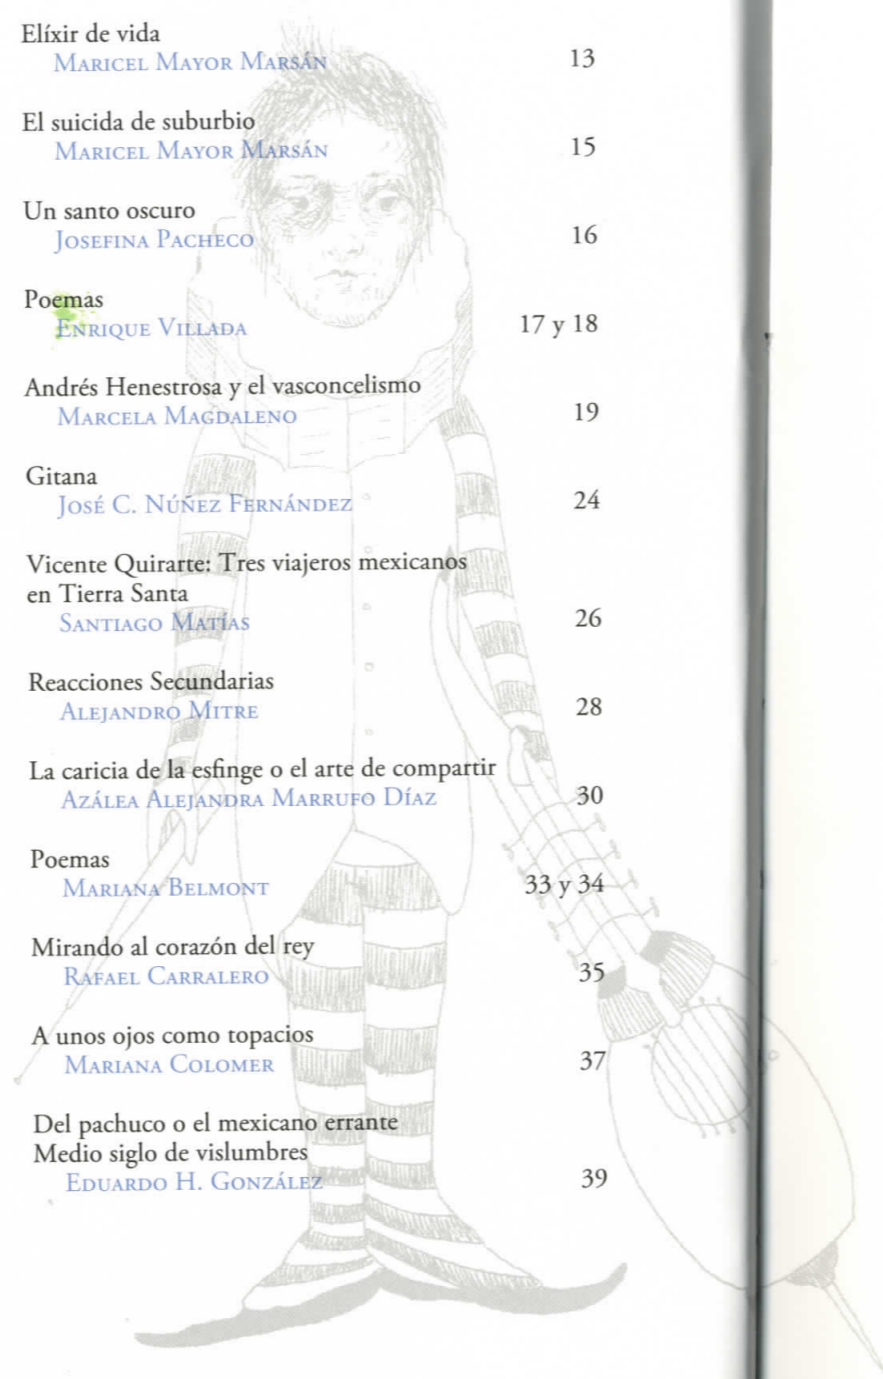 Elíxir de vida
MARICEL MAYOR MARSÁN 13
El suicida de suburbio
MARICEL MAYOR MARSÁN 15
Un santo oscuro
JOSEFINA PACHECO 16
Poemas
ENRIQUE VILLADA 17 y 18
Andrés Henestrosa y el vasconcelismo
MARCELA MAGDALENO 19
Gitana
JOSÉ C. NÚÑEZ FERNÁNDEZ 24
Vicente Quirarte: Tres viajeros mexicanos
en Tierra Santa
SANTIAGO MATÍAS 26
Reacciones Secundarias
ALEJANDRO MITRE 28
La caricia de la esfinge o el arte de compartir
AZÁLEA ALEJANDRA MARRUFO DÍAZ 30
Poemas
MARIANA BELMONT 33 y 34
Mirando al corazón del rey
RAFAEL CARRALERO 35
A unos ojos como topacios
MARIANA COLOMER 37
Del pachuco o el mexicano errante
Medio siglo de vislumbres
EDUARDO H. GONZÁLEZ 39